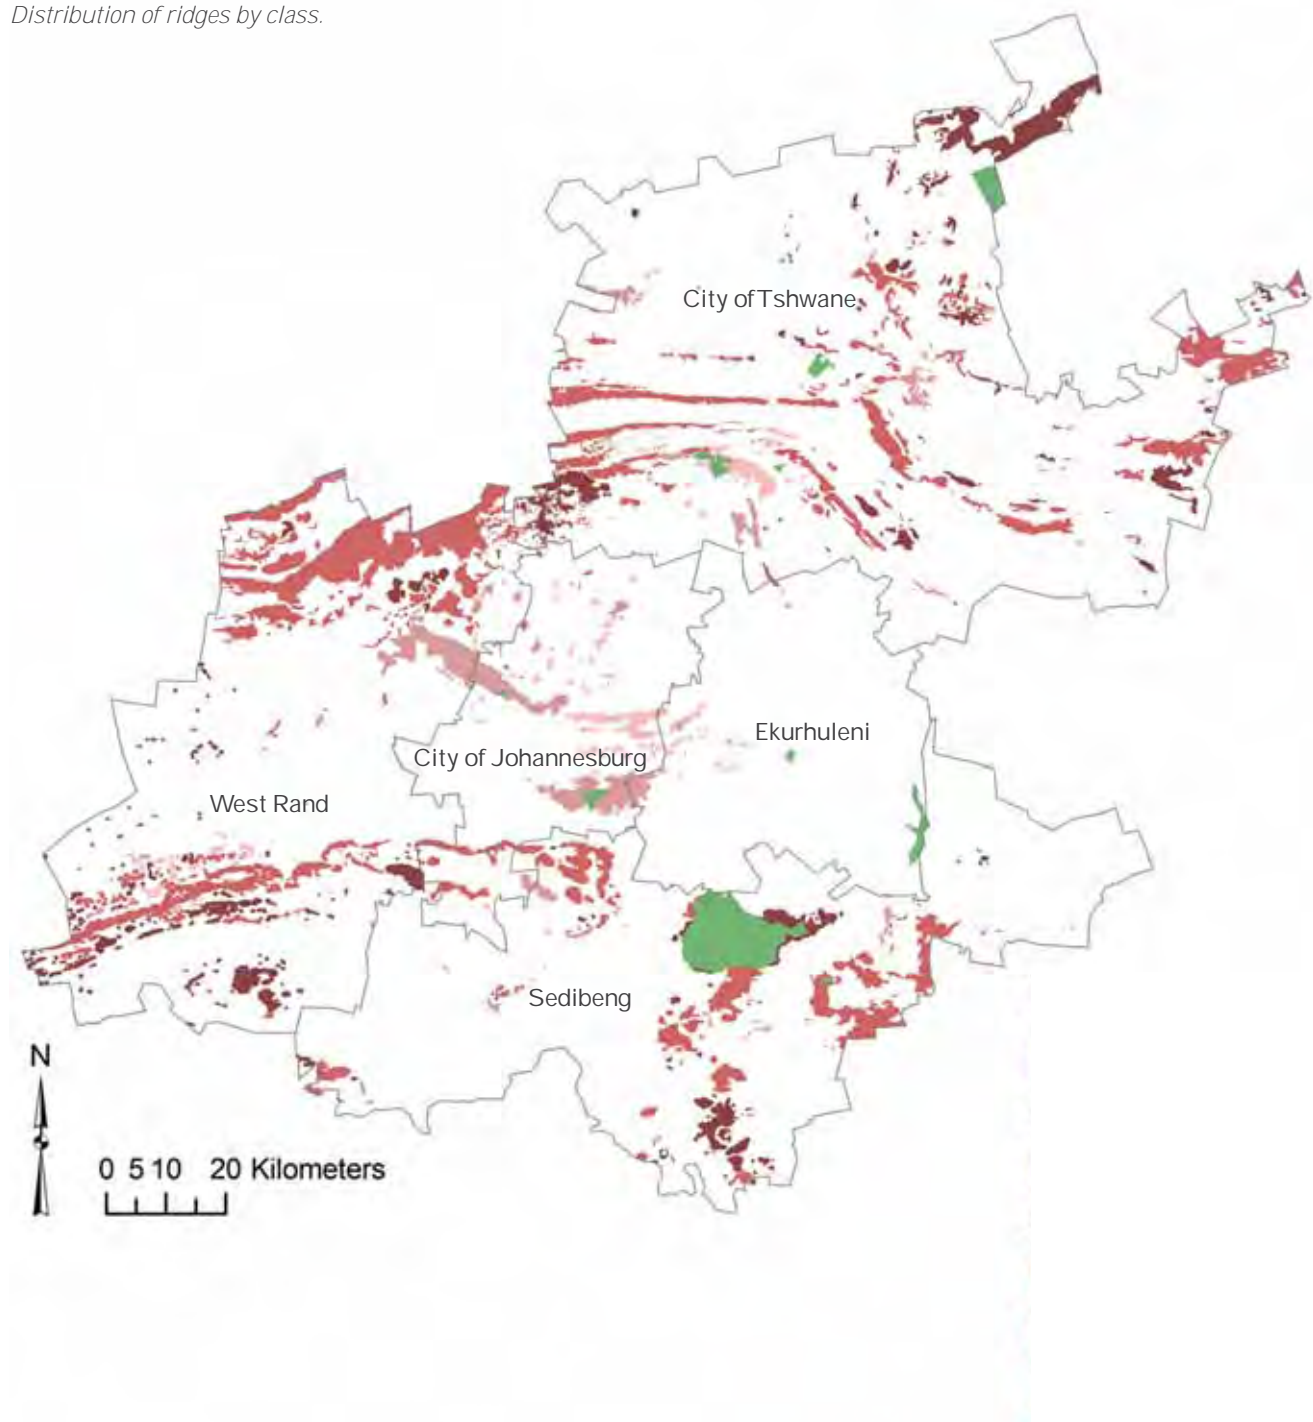 Distribution of ridges by class.
City of Tshwane
Ekurhuleni
City of Johannesburg
West Rand
Sedibeng
N
0 5 10 20 Kilometers